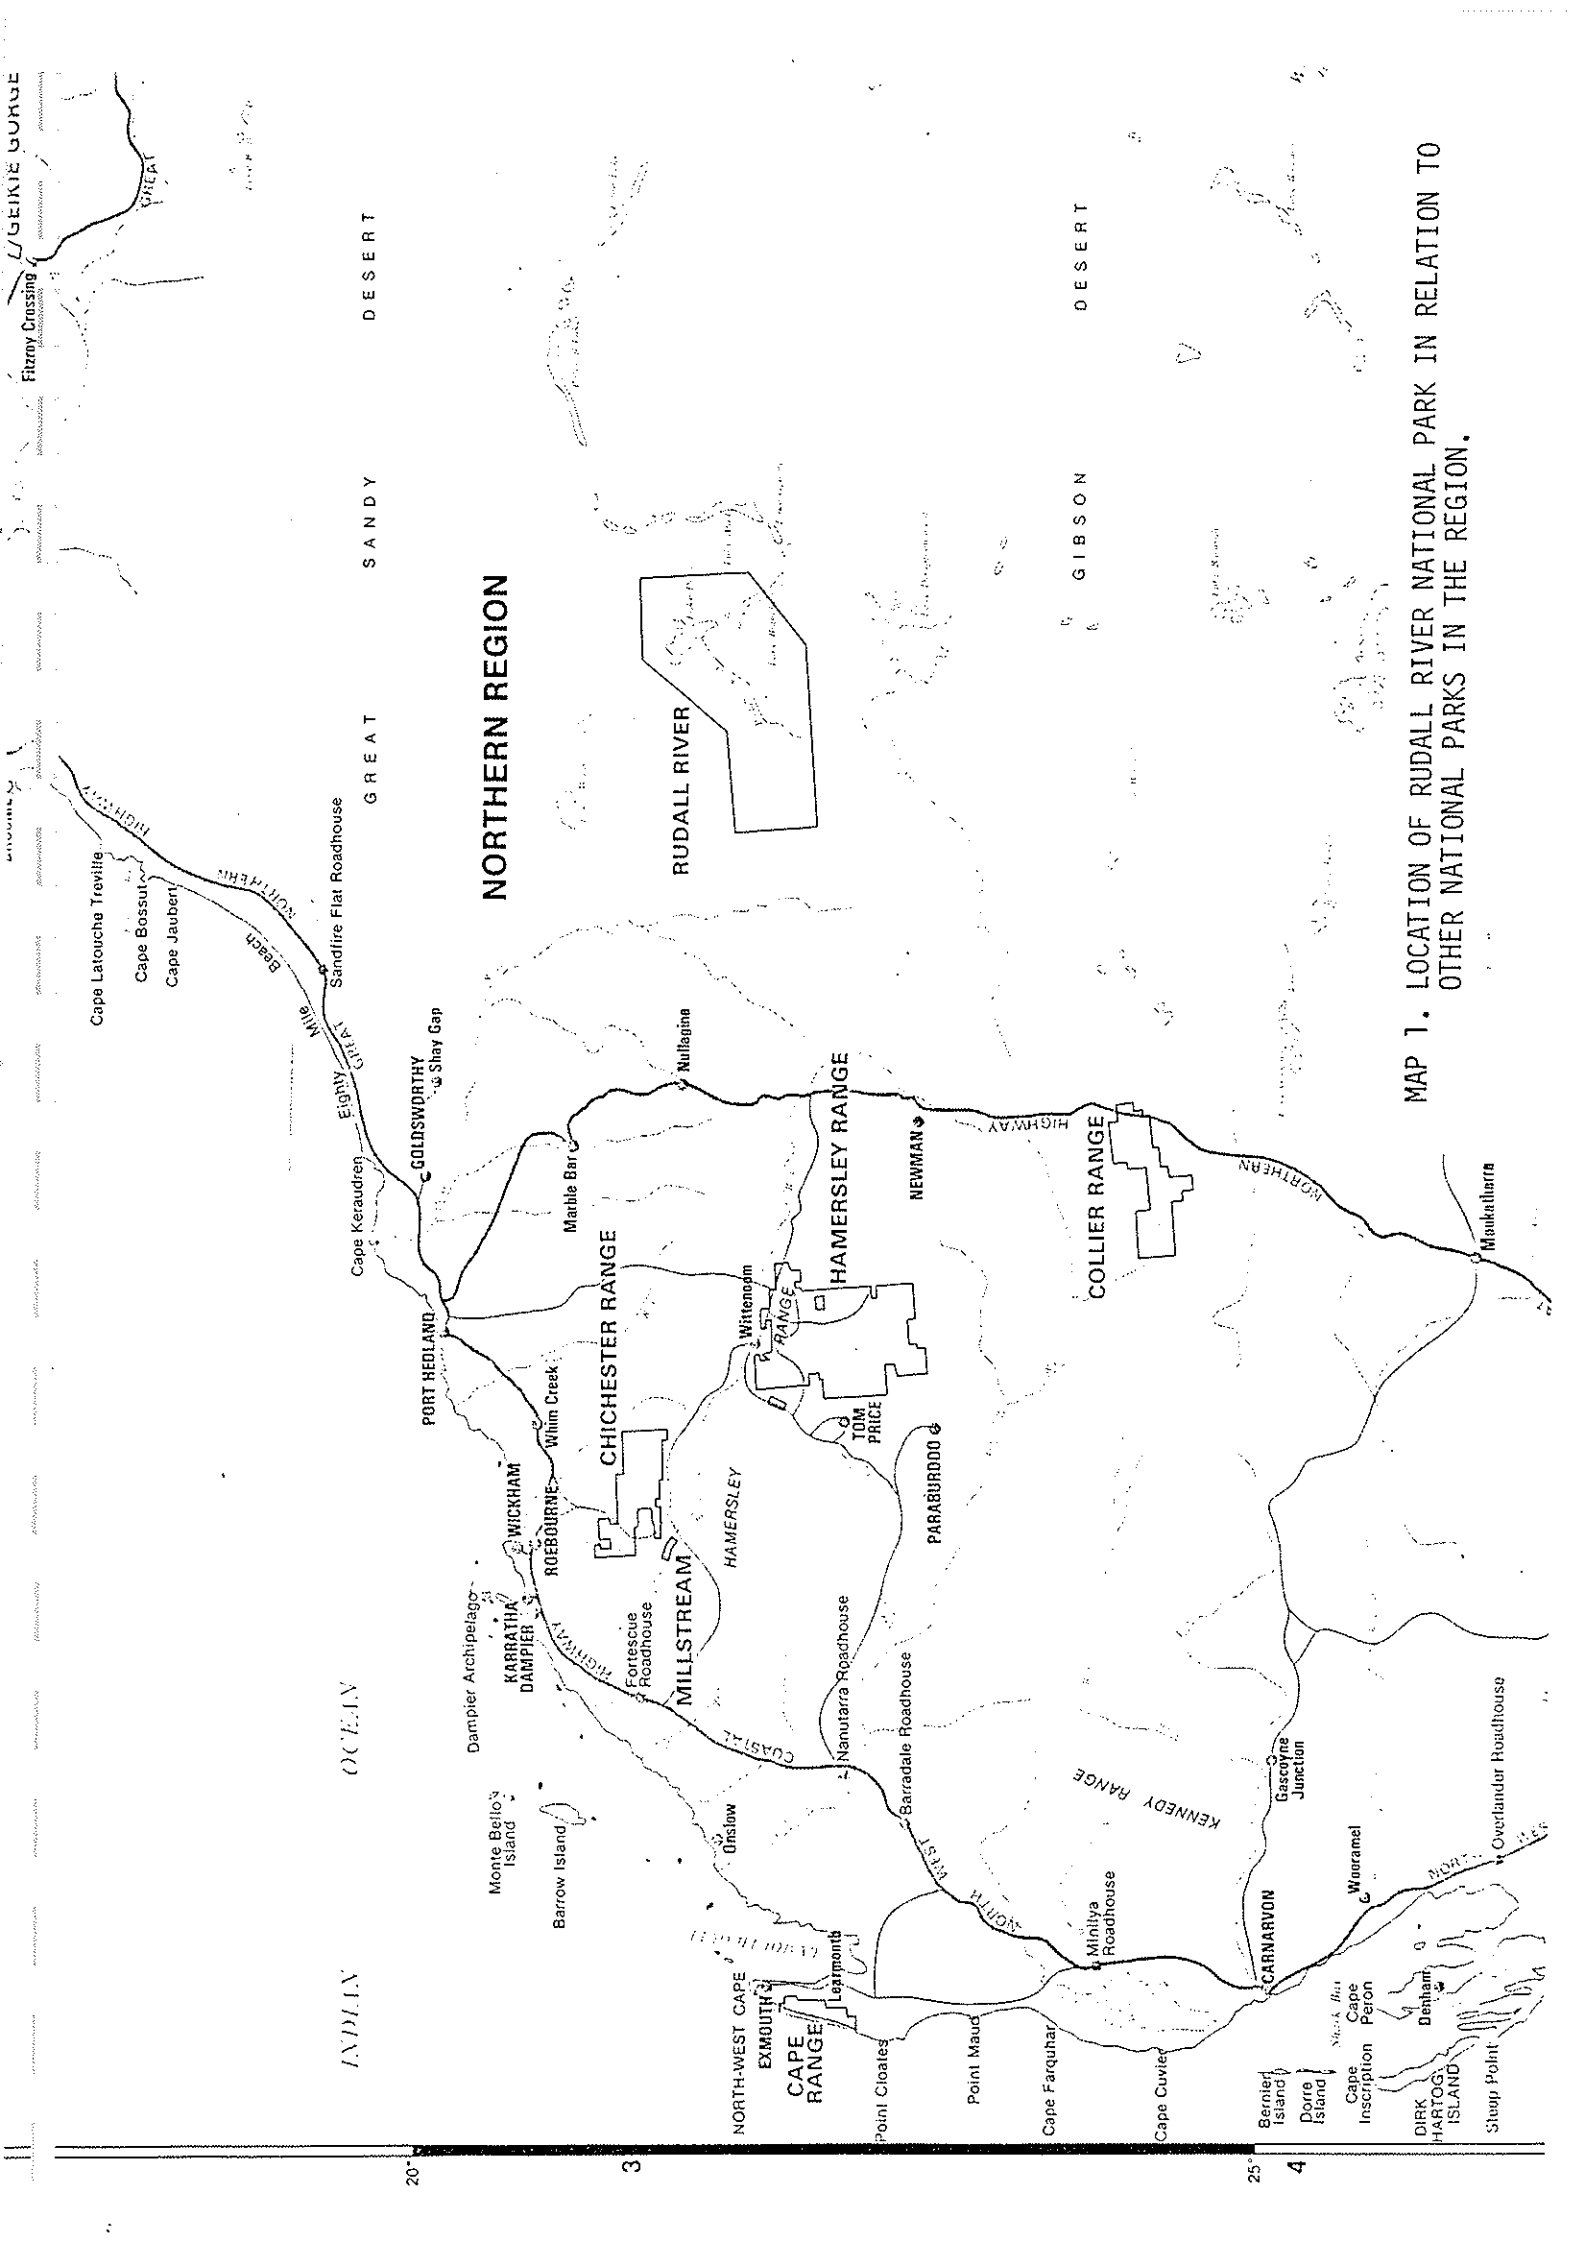 GEIKIE GORGE
Fitzroy Crossing
GREAT
HIGHWAY
NORTHERN
Cape Latouche Treville
Cape Bossut
Cape Jaubert
Sandfire Flat Roadhouse
Eighty
Mile
Beach
GREAT
GREAT
SANDY
DESERT
NORTHERN REGION
RUDALL RIVER
GIBSON
DESERT
INDIAN
OCEAN
Cape Keraudren
GOLDSWORTHY
Shay Gap
PORT HEDLAND
Marble Bar
Nullagine
Whim Creek
WICKHAM
ROEBOURNE
Dampier Archipelago
KARRATHA
DAMPIER
CHICHESTER RANGE
MILLSTREAM
HIGHWAY
Fortescue
Roadhouse
Monte Bello
Island
Barrow Island
Onslow
HAMERSLEY
RANGE
Wittenoom
HAMERSLEY RANGE
TOM
PRICE
PARABURDOO
NEWMAN
HIGHWAY
COLLIER RANGE
NORTHERN
Meekatharra
COASTAL
Nanutarra Roadhouse
Barradale Roadhouse
WEST
NORTH
NORTH-WEST CAPE
EXMOUTH
CAPE
RANGE
Learmonth
Point Cloates
Point Maud
Cape Farquhar
Cape Cuvier
Minilya
Roadhouse
KENNEDY RANGE
Gascoyne
Junction
CARNARVON
Wooramel
NORTH
Overlander Roadhouse
Bernier
Island
Dorre
Island
Cape
Inscription
Cape
Peron
Denham
DIRK
HARTOG
ISLAND
Steep Point
20°
3
25°
4
MAP 1. LOCATION OF RUDALL RIVER NATIONAL PARK IN RELATION TO
OTHER NATIONAL PARKS IN THE REGION.